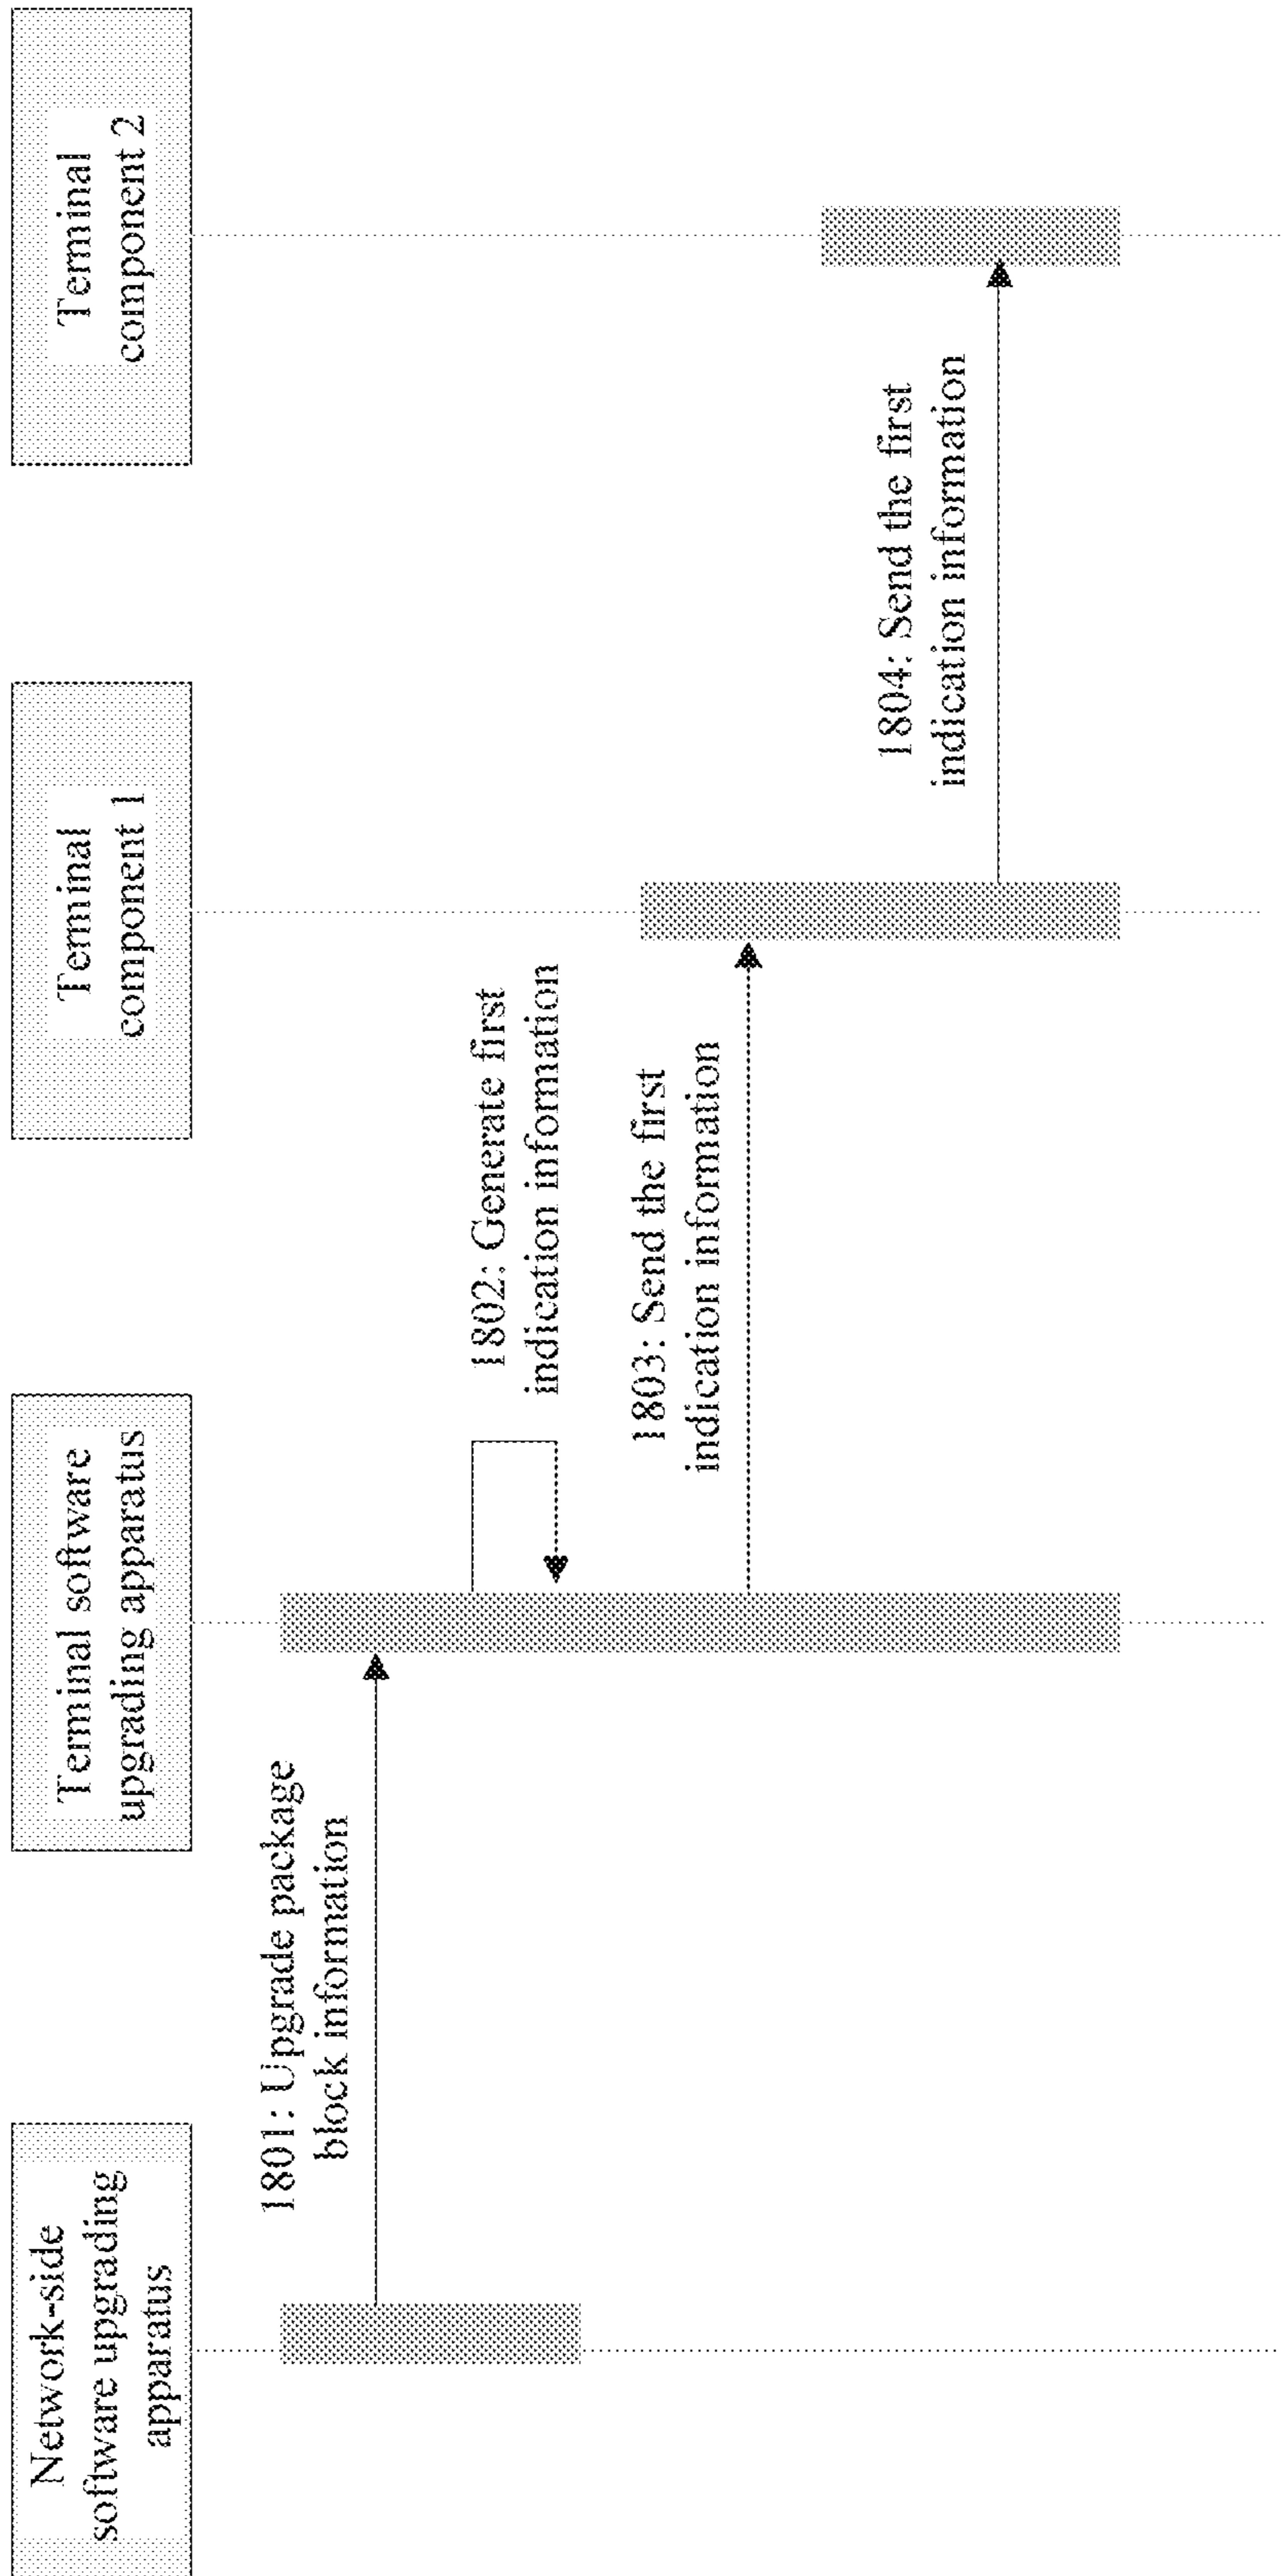 Network-side
software upgrading
apparatus
Terminal software
upgrading apparatus
Terminal
component 1
Terminal
component 2
1801: Upgrade package
block information
1802: Generate first
indication information
1803: Send the first
indication information
1804: Send the first
indication information